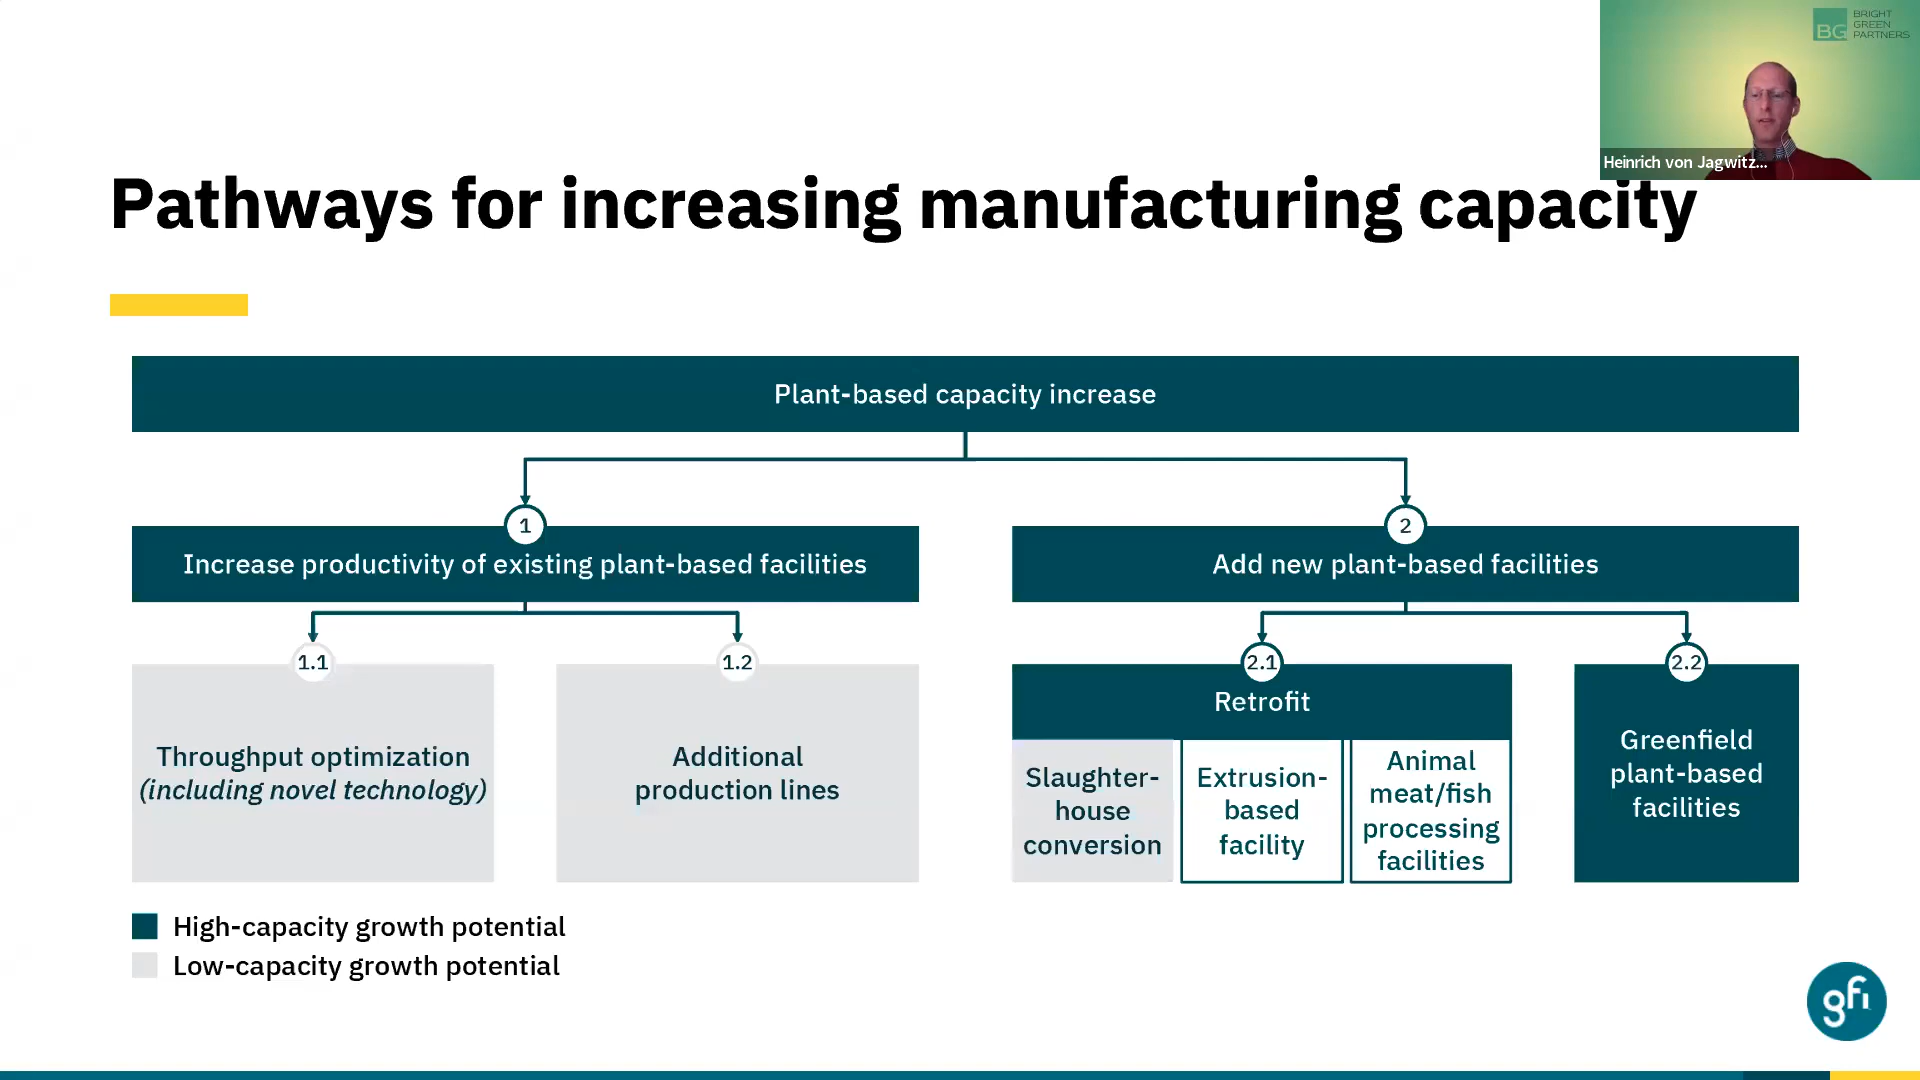 BG
BRIGHT
GREEN
PARTNERS
Heinrich von Jagwitz...
Pathways for increasing manufacturing capacity
Plant-based capacity increase
1
Increase productivity of existing plant-based facilities
2
Add new plant-based facilities
1.1
Throughput optimization
(including novel technology)
1.2
Additional
production lines
2.1
Retrofit
Slaughter-
house
conversion
Extrusion-
based
facility
Animal
meat/fish
processing
facilities
2.2
Greenfield
plant-based
facilities
High-capacity growth potential
Low-capacity growth potential
gfi